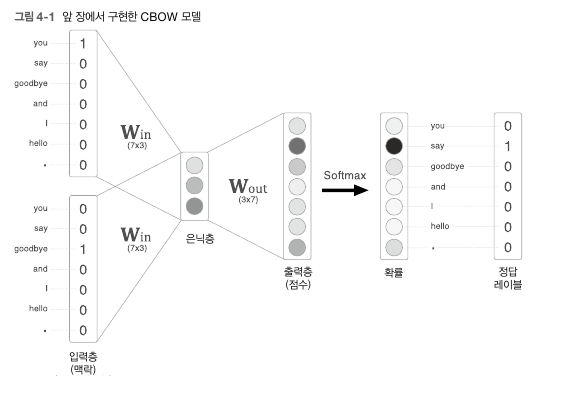 그림 4-1 앞 장에서 구현한 CBOW 모델
you 1
say 0
goodbye 0
and 0
I 0
hello 0
. 0
Win
(7x3)
you 0
say 0
goodbye 1
and 0
I 0
hello 0
. 0
Win
(7x3)
입력층
(맥락)
은닉층
Wout
(3x7)
출력층
(점수)
Softmax
확률
you 0
say 1
goodbye 0
and 0
I 0
hello 0
. 0
정답
레이블